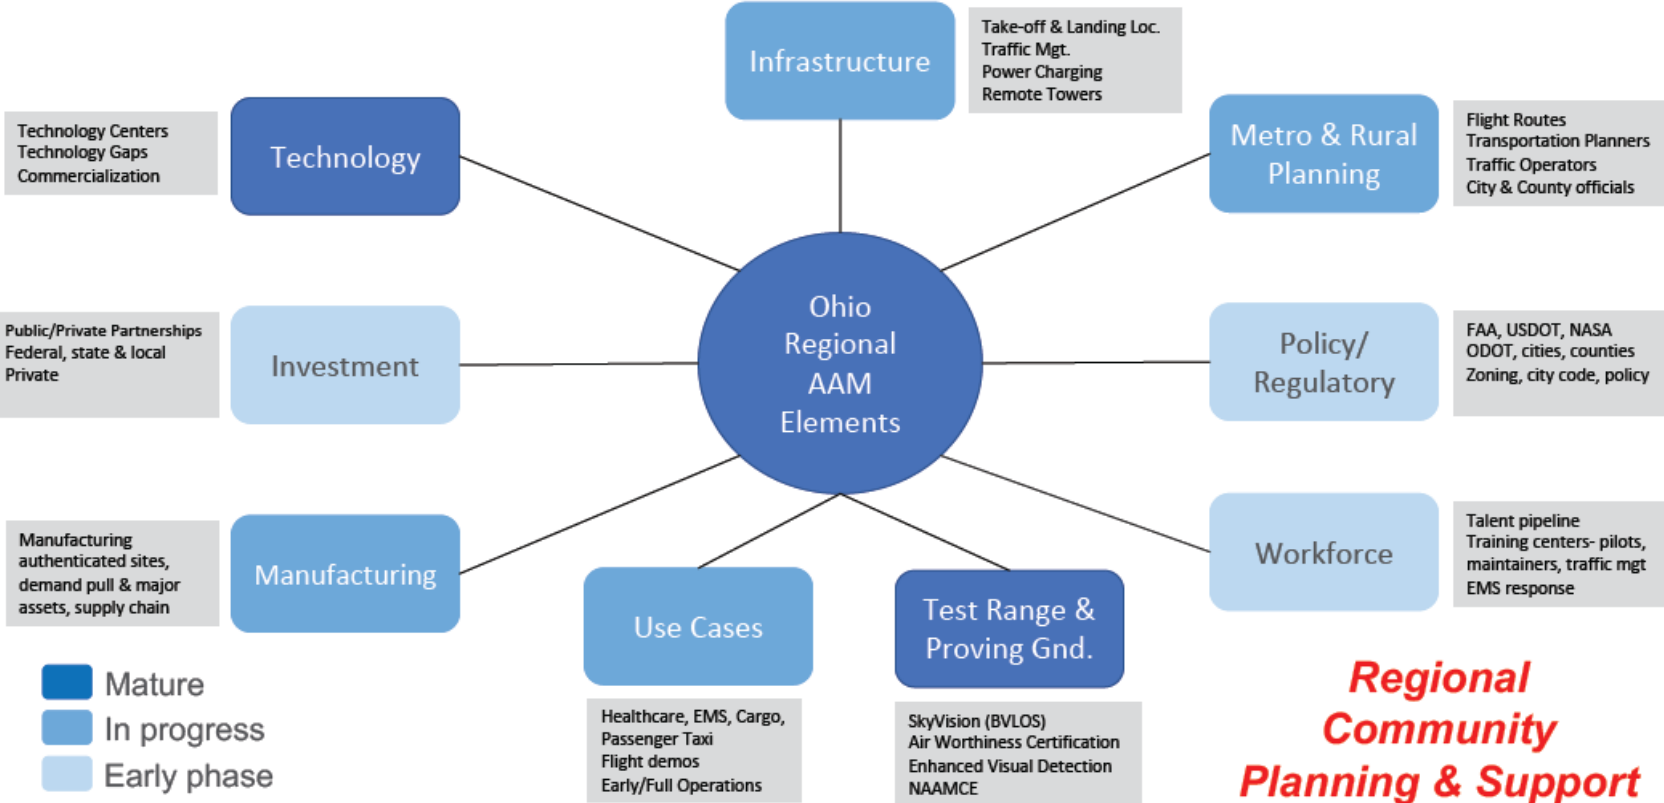 Infrastructure
Take-off & Landing Loc.
Traffic Mgt.
Power Charging
Remote Towers
Technology Centers
Technology Gaps
Commercialization
Technology
Metro & Rural
Planning
Flight Routes
Transportation Planners
Traffic Operators
City & County officials
Public/Private Partnerships
Federal, state & local
Private
Investment
Ohio
Regional
AAM
Elements
Policy/
Regulatory
FAA, USDOT, NASA
ODOT, cities, counties
Zoning, city code, policy
Manufacturing
authenticated sites,
demand pull & major
assets, supply chain
Manufacturing
Use Cases
Healthcare, EMS, Cargo,
Passenger Taxi
Flight demos
Early/Full Operations
Test Range &
Proving Gnd.
SkyVision (BVLOS)
Air Worthiness Certification
Enhanced Visual Detection
NAAMCE
Workforce
Talent pipeline
Training centers- pilots,
maintainers, traffic mgt
EMS response
Mature
In progress
Early phase
Regional
Community
Planning & Support